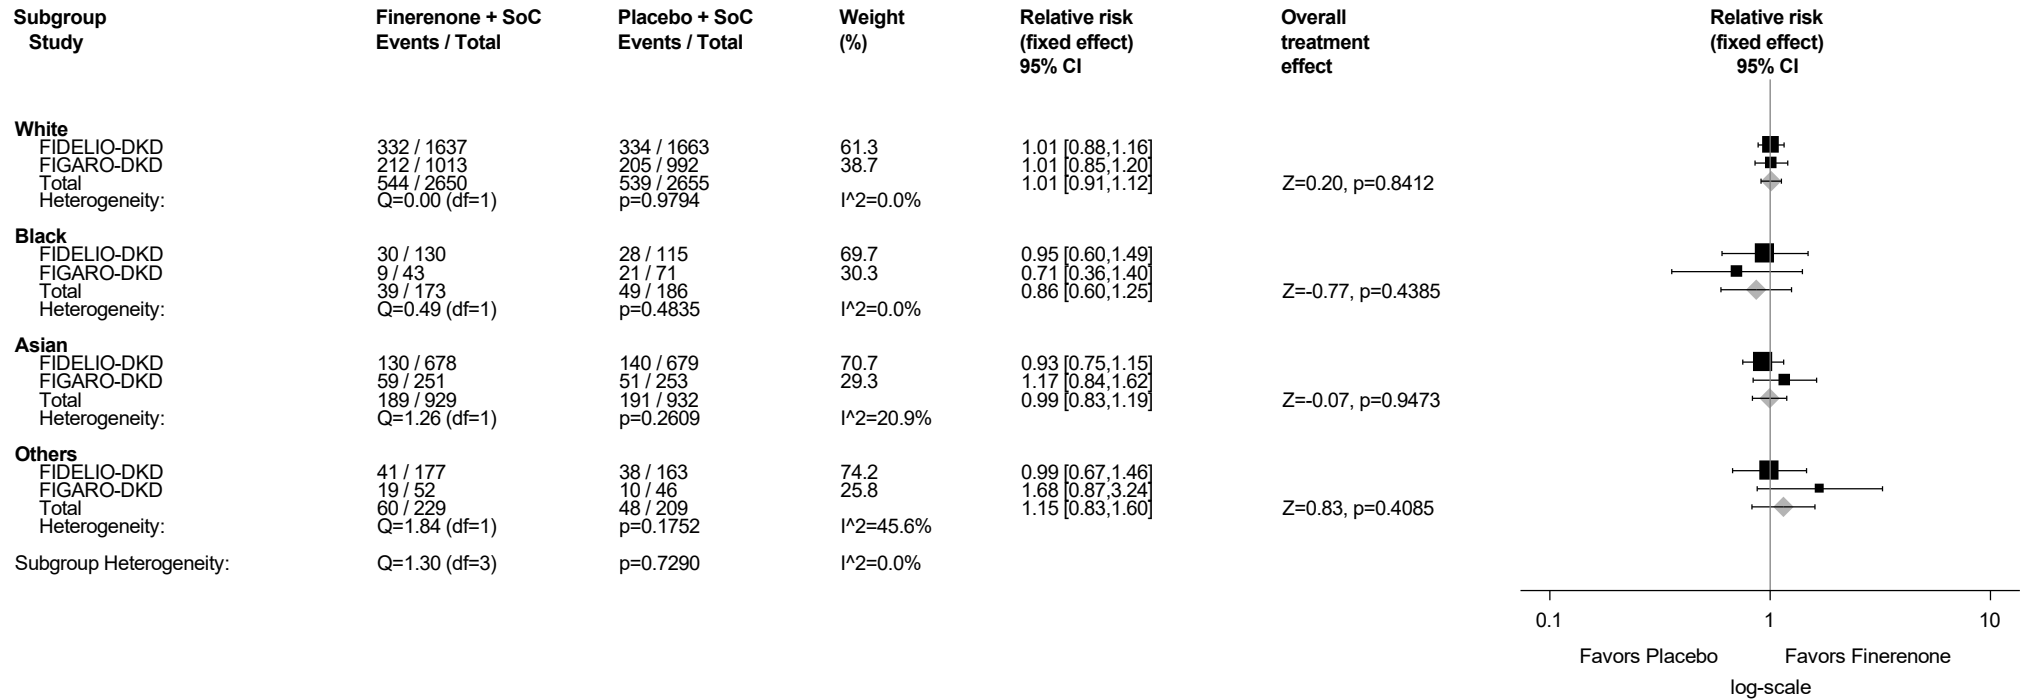 Subgroup Finerenone + SoC Placebo + SoC Weight Relative risk Overall Relative risk
Study Events / Total Events / Total (%) (fixed effect) treatment (fixed effect)
95% CI effect 95% CI
White
FIDELIO-DKD 332 / 1637 334 / 1663 61.3 1.01 [0.88,1.16]
FIGARO-DKD 212 / 1013 205 / 992 38.7 1.01 [0.85,1.20]
Total 544 / 2650 539 / 2655 1.01 [0.91,1.12] Z=0.20, p=0.8412
Heterogeneity: Q=0.00 (df=1) p=0.9794 I^2=0.0%
Black
FIDELIO-DKD 30 / 130 28 / 115 69.7 0.95 [0.60,1.49]
FIGARO-DKD 9 / 43 21 / 71 30.3 0.71 [0.36,1.40]
Total 39 / 173 49 / 186 0.86 [0.60,1.25] Z=-0.77, p=0.4385
Heterogeneity: Q=0.49 (df=1) p=0.4835 I^2=0.0%
Asian
FIDELIO-DKD 130 / 678 140 / 679 70.7 0.93 [0.75,1.15]
FIGARO-DKD 59 / 251 51 / 253 29.3 1.17 [0.84,1.62]
Total 189 / 929 191 / 932 0.99 [0.83,1.19] Z=-0.07, p=0.9473
Heterogeneity: Q=1.26 (df=1) p=0.2609 I^2=20.9%
Others
FIDELIO-DKD 41 / 177 38 / 163 74.2 0.99 [0.67,1.46]
FIGARO-DKD 19 / 52 10 / 46 25.8 1.68 [0.87,3.24]
Total 60 / 229 48 / 209 1.15 [0.83,1.60] Z=0.83, p=0.4085
Heterogeneity: Q=1.84 (df=1) p=0.1752 I^2=45.6%
Subgroup Heterogeneity: Q=1.30 (df=3) p=0.7290 I^2=0.0%
0.1 1 10
Favors Placebo Favors Finerenone
log-scale